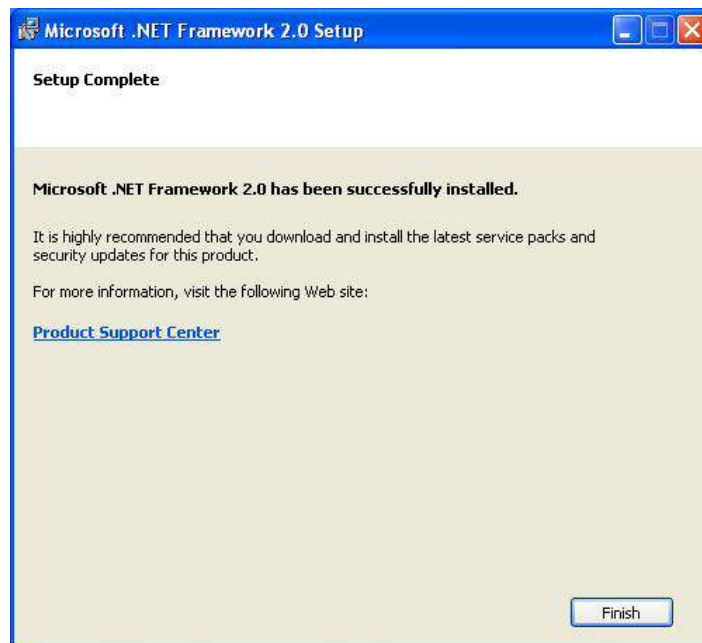 Microsoft .NET Framework 2.0 Setup
Setup Complete
Microsoft .NET Framework 2.0 has been successfully installed.
It is highly recommended that you download and install the latest service packs and
security updates for this product.
For more information, visit the following Web site:
Product Support Center
Finish